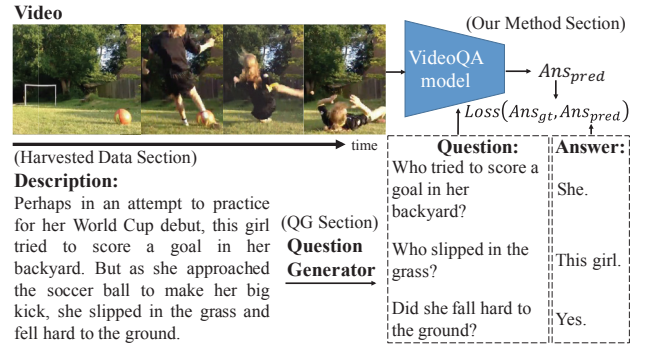 Video
(Our Method Section)
VideoQA
model
Ans_pred
Loss(Ans_gt, Ans_pred)
time
(Harvested Data Section)
Description:
Perhaps in an attempt to practice
for her World Cup debut, this girl
tried to score a goal in her
backyard. But as she approached
the soccer ball to make her big
kick, she slipped in the grass and
fell hard to the ground.
(QG Section)
Question
Generator
Question:
Who tried to score a
goal in her
backyard?
Who slipped in the
grass?
Did she fall hard to
the ground?
Answer:
She.
This girl.
Yes.